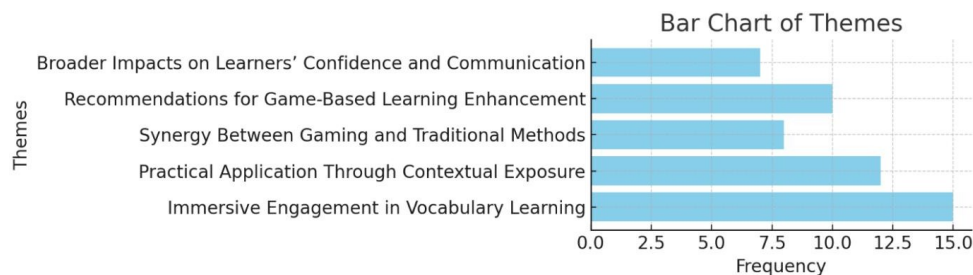 Bar Chart of Themes
Broader Impacts on Learners’ Confidence and Communication
Recommendations for Game-Based Learning Enhancement
Synergy Between Gaming and Traditional Methods
Practical Application Through Contextual Exposure
Immersive Engagement in Vocabulary Learning
Themes
0.0 2.5 5.0 7.5 10.0 12.5 15.0
Frequency